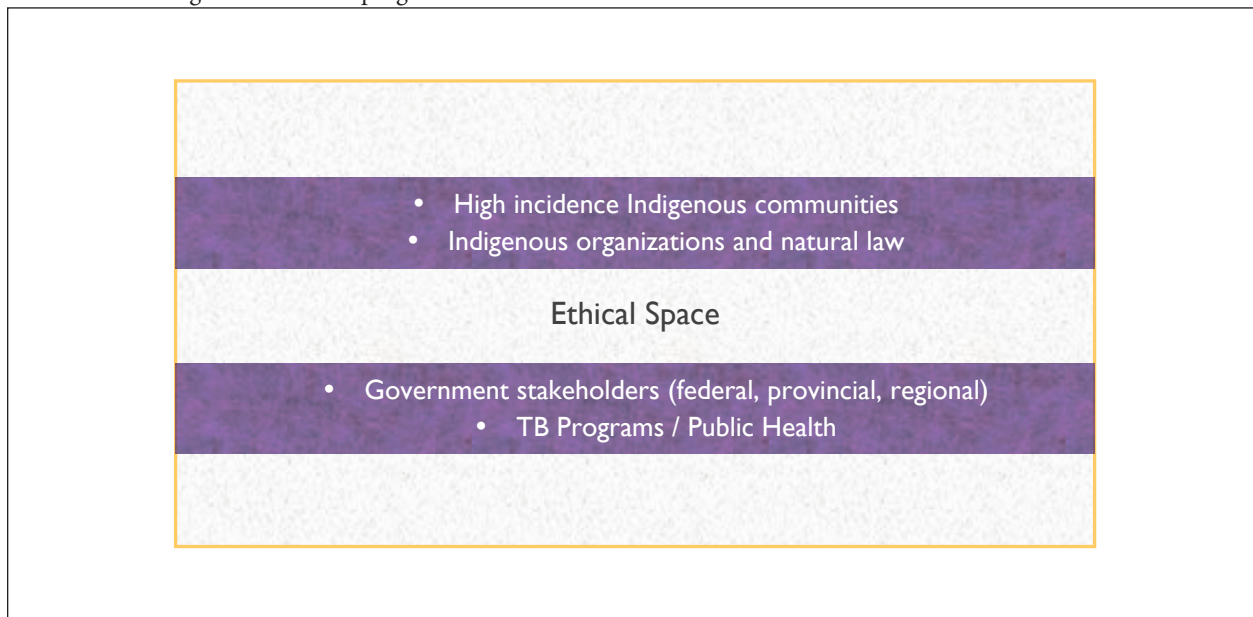 • High incidence Indigenous communities
• Indigenous organizations and natural law
Ethical Space
• Government stakeholders (federal, provincial, regional)
• TB Programs / Public Health